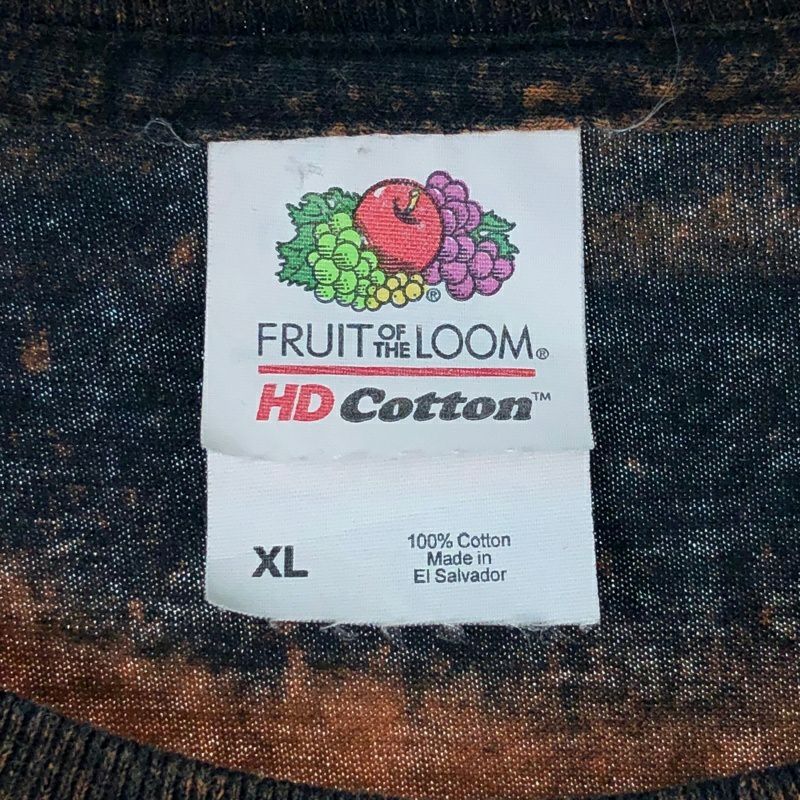 ®
FRUIT OF THE LOOM®
HD Cotton™
XL
100% Cotton
Made in
El Salvador